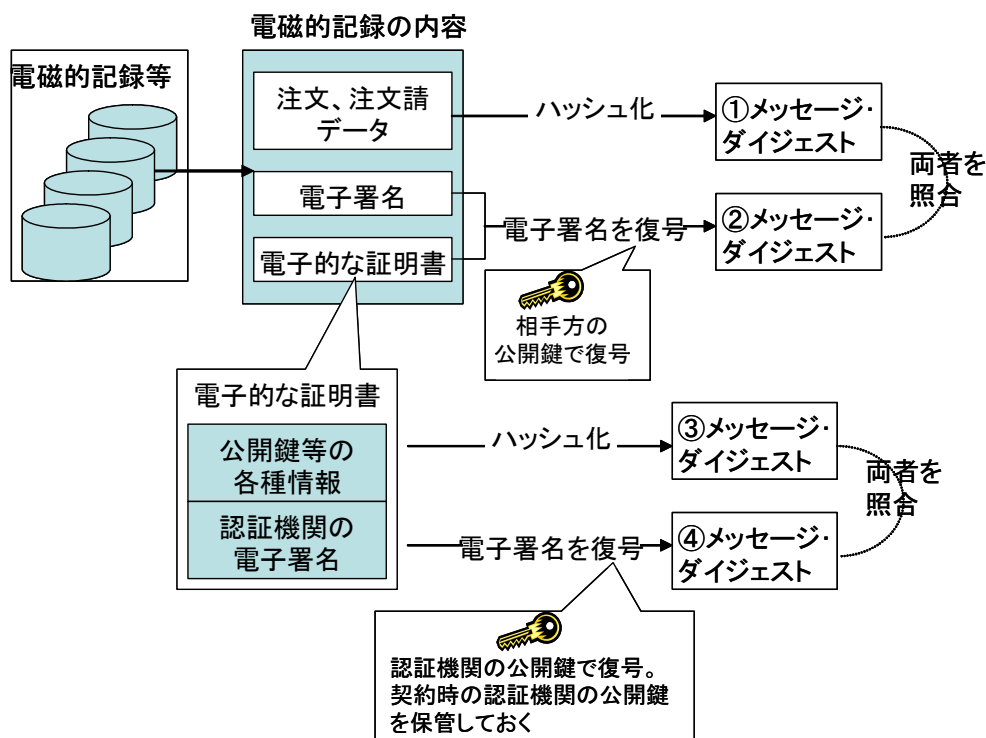 電磁的記録の内容
電磁的記録等
注文、注文請
データ
ハッシュ化
①メッセージ・
ダイジェスト
両者を
照合
電子署名
電子署名を復号
②メッセージ・
ダイジェスト
電子的な証明書
相手方の
公開鍵で復号
電子的な証明書
公開鍵等の
各種情報
ハッシュ化
③メッセージ・
ダイジェスト
両者を
照合
認証機関の
電子署名
電子署名を復号
④メッセージ・
ダイジェスト
認証機関の公開鍵で復号。
契約時の認証機関の公開鍵
を保管しておく